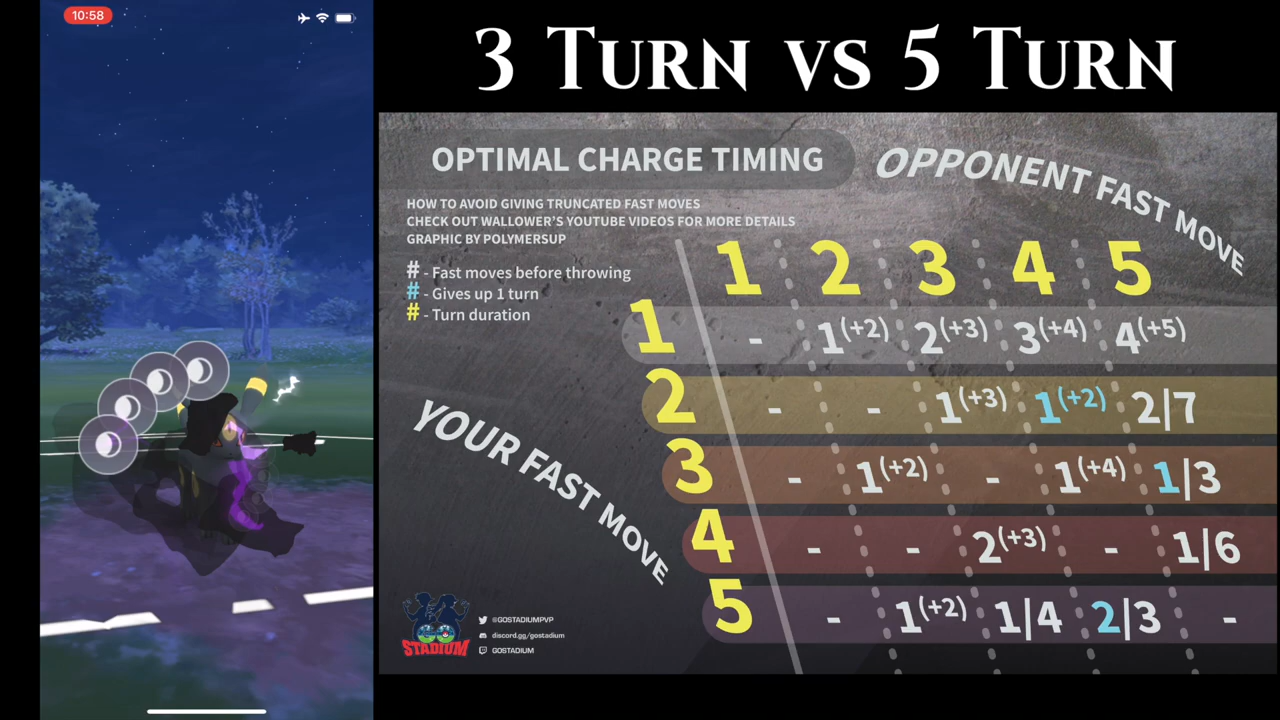 10:58
3 TURN VS 5 TURN
OPTIMAL CHARGE TIMING
OPPONENT FAST MOVE
HOW TO AVOID GIVING TRUNCATED FAST MOVES
CHECK OUT WALLOWER'S YOUTUBE VIDEOS FOR MORE DETAILS
GRAPHIC BY POLYMERSUP
# - Fast moves before throwing
# - Gives up 1 turn
# - Turn duration
1 2 3 4 5
1 - 1(+2) 2(+3) 3(+4) 4(+5)
2 - - 1(+3) 1(+2) 2|7
3 - 1(+2) - 1(+4) 1|3
4 - - 2(+3) - 1|6
5 - 1(+2) 1|4 2|3 -
YOUR FAST MOVE
STADIUM
@GOSTADIUMPVP
discord.gg/gostadium
GOSTADIUM